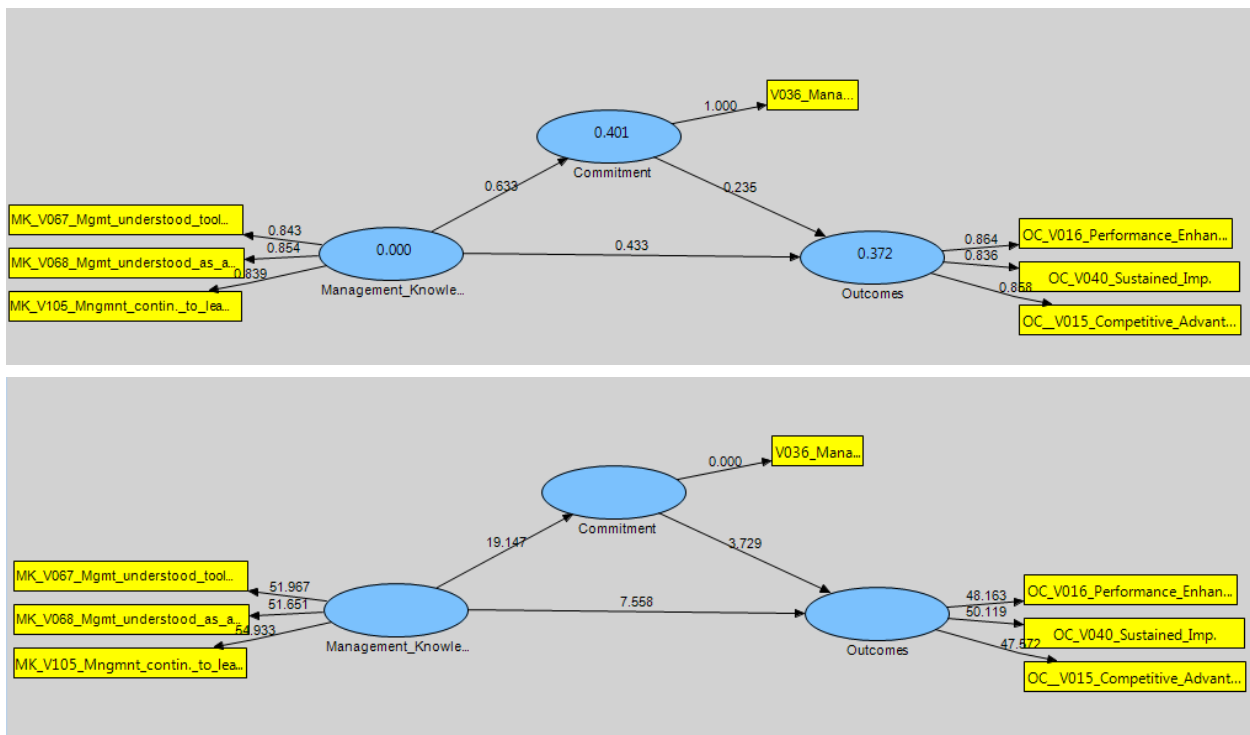 V036_Mana...
1.000
0.401
Commitment
0.633
0.235
MK_V067_Mgmt_understood_tool...
0.843
MK_V068_Mgmt_understood_as_a...
0.854
MK_V105_Mngmnt_contin._to_lea...
0.839
0.000
Management_Knowle...
0.433
0.372
Outcomes
0.864
OC_V016_Performance_Enhan...
0.836
OC_V040_Sustained_Imp.
0.858
OC__V015_Competitive_Advant...
V036_Mana...
0.000
Commitment
19.147
3.729
MK_V067_Mgmt_understood_tool...
51.967
MK_V068_Mgmt_understood_as_a...
51.651
MK_V105_Mngmnt_contin._to_lea...
54.933
Management_Knowle...
7.558
Outcomes
48.163
OC_V016_Performance_Enhan...
50.119
OC_V040_Sustained_Imp.
47.572
OC__V015_Competitive_Advant...